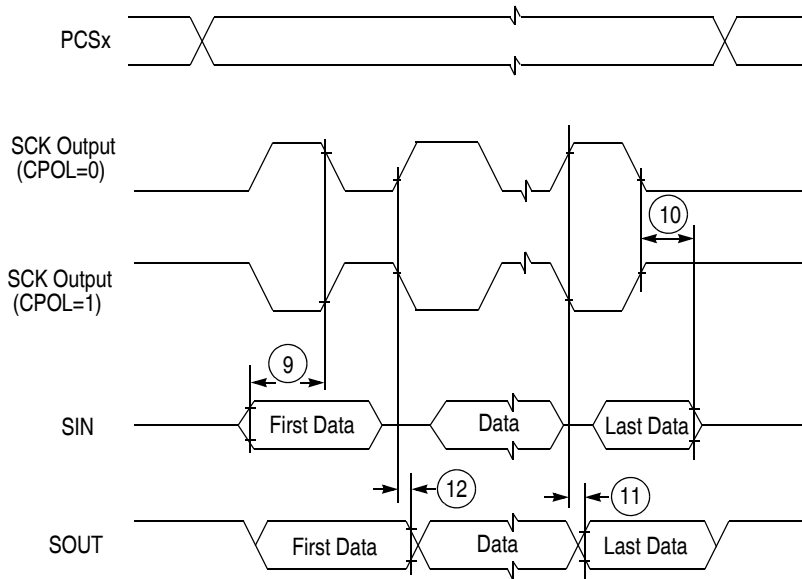 PCSx
SCK Output
(CPOL=0)
10
SCK Output
(CPOL=1)
9
SIN
First Data
Data
Last Data
12
11
SOUT
First Data
Data
Last Data